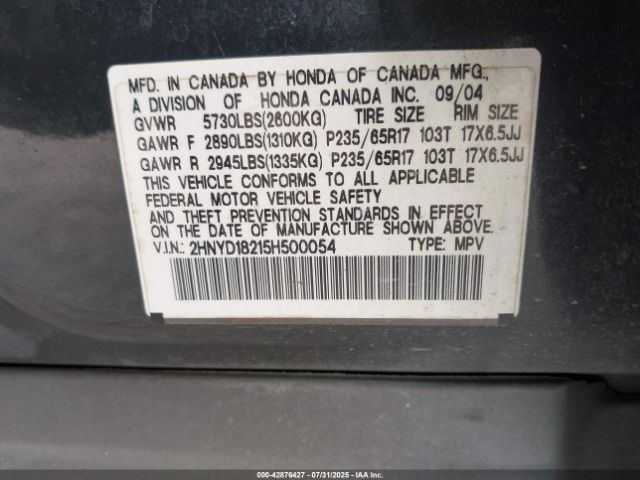 MFD. IN CANADA BY HONDA OF CANADA MFG.,
A DIVISION OF HONDA CANADA INC. 09/04
GVWR 5730LBS(2600KG) TIRE SIZE RIM SIZE
GAWR F 2890LBS(1310KG) P235/65R17 103T 17X6.5JJ
GAWR R 2945LBS(1335KG) P235/65R17 103T 17X6.5JJ
THIS VEHICLE CONFORMS TO ALL APPLICABLE
FEDERAL MOTOR VEHICLE SAFETY
AND THEFT PREVENTION STANDARDS IN EFFECT
ON THE DATE OF MANUFACTURE SHOWN ABOVE.
V.I.N.: 2HNYD18215H500054 TYPE: MPV
000-42876427 - 07/31/2025 - IAAI.com